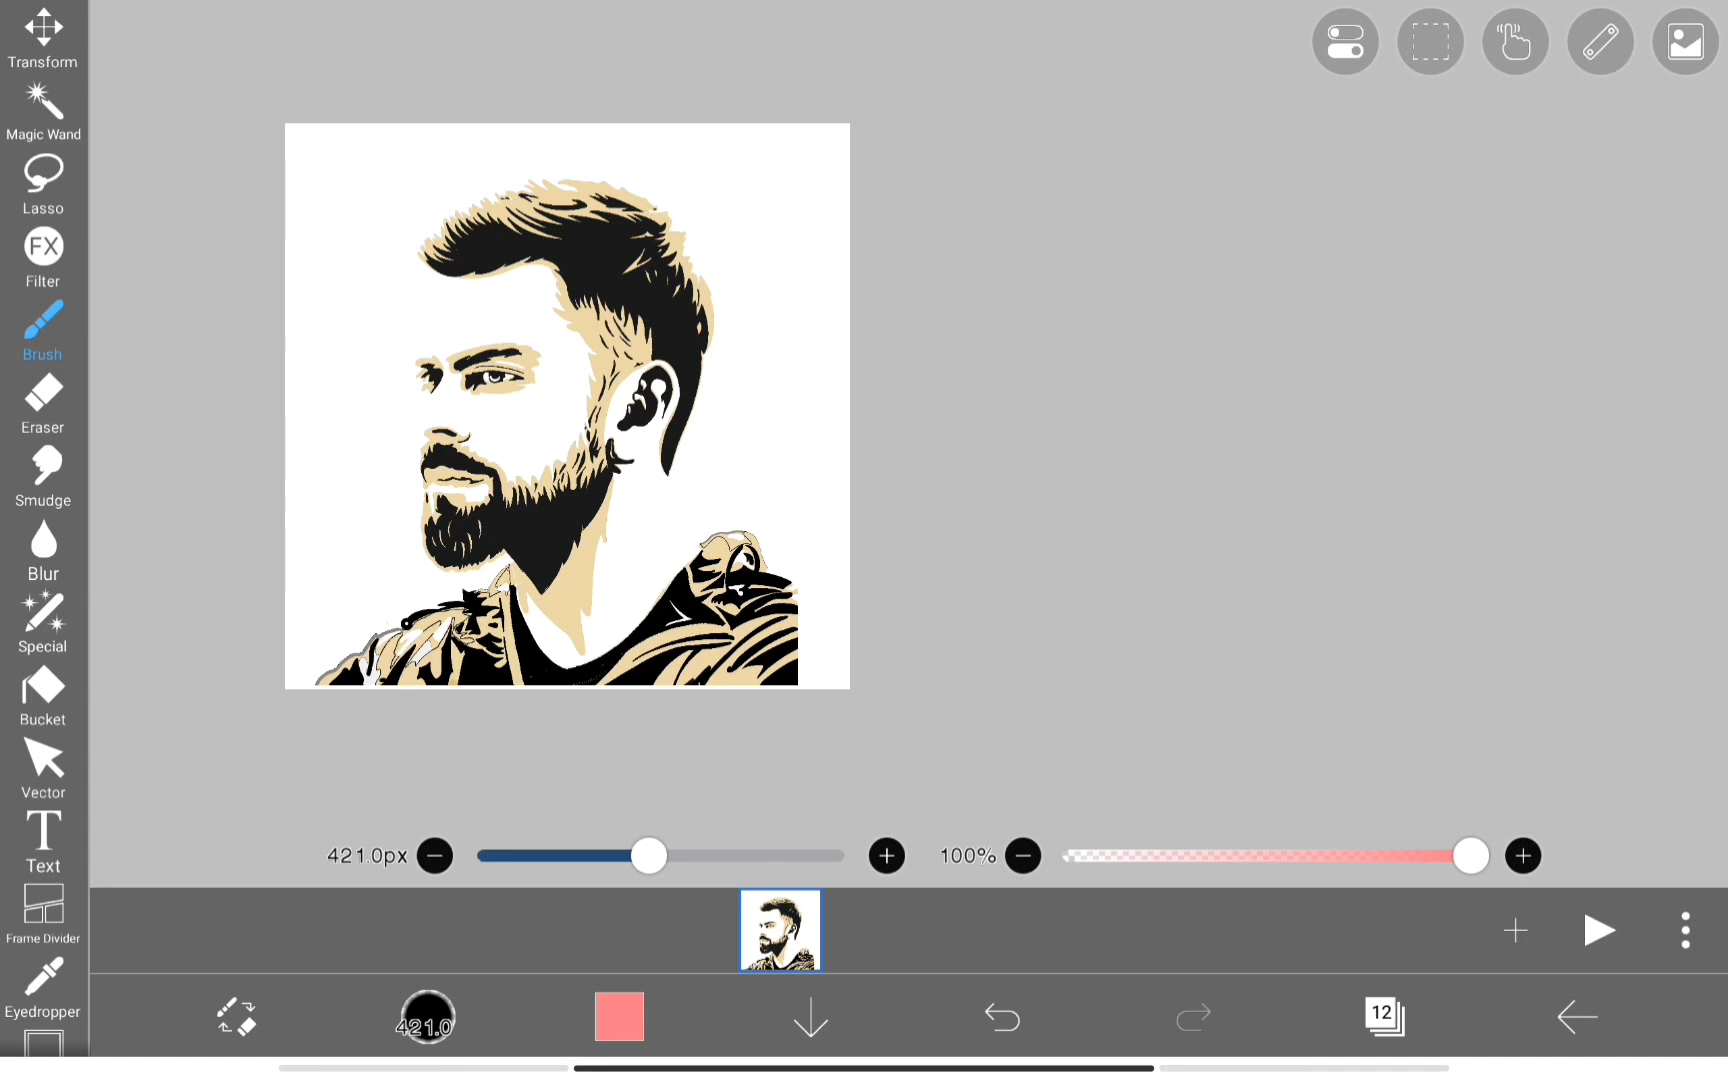 Transform
Magic Wand
Lasso
FX
Filter
Brush
Eraser
Smudge
Blur
Special
Bucket
Vector
T
Text
Frame Divider
Eyedropper
421.0px
100%
421.0
12